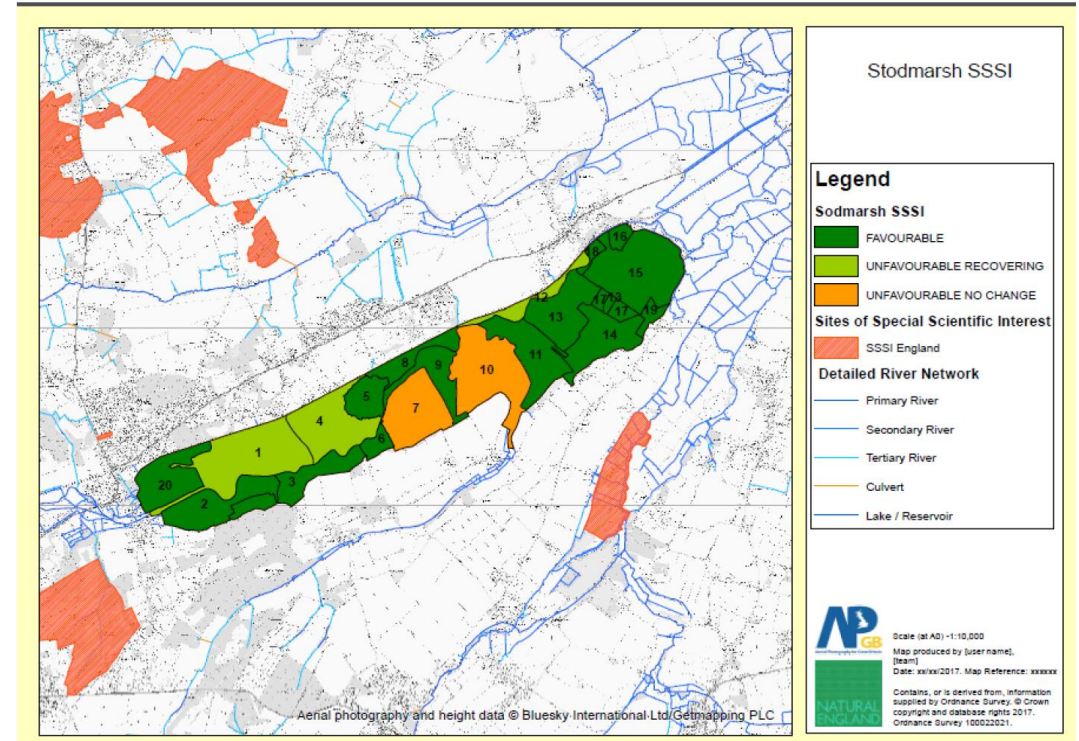 Stodmarsh SSSI
Legend
Sodmarsh SSSI
FAVOURABLE
UNFAVOURABLE RECOVERING
UNFAVOURABLE NO CHANGE
Sites of Special Scientific Interest
SSSI England
Detailed River Network
Primary River
Secondary River
Tertiary River
Culvert
Lake / Reservoir
16
18
15
12
17
13
17
19
13
14
11
8
9
10
5
7
4
6
1
3
20
2
Aerial photography and height data © Bluesky International Ltd/Getmapping PLC
AP
GB
Scale (at A0) -1:10,000
Map produced by [user name],
[team]
Date: xx/xx/2017. Map Reference: xxxxxx
NATURAL
ENGLAND
Contains, or is derived from, information
supplied by Ordnance Survey. © Crown
copyright and database rights 2017.
Ordnance Survey 100022021.